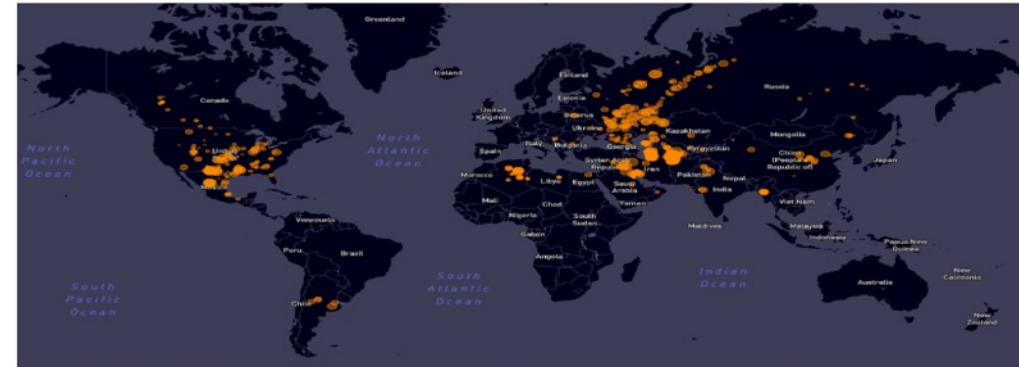 Greenland
Iceland
Finland
Russia
Canada
Estonia
United
Kingdom
Belarus
Ukraine
Kazakhstan
Mongolia
North
Pacific
Ocean
North
Atlantic
Ocean
United
Spain
Italy
Bulgaria
Georgia
Kyrgyzstan
China
(People's
Republic of)
Japan
Morocco
Libya
Egypt
Syrian Arab
Iran
Pakistan
Nepal
Mexico
Saudi
Arabia
India
Mali
Chad
Yemen
Viet Nam
Venezuela
Nigeria
South
Sudan
Maldives
Malaysia
Gabon
Indonesia
Papua New
Guinea
Peru
Brazil
Angola
South
Pacific
Ocean
Chile
South
Atlantic
Ocean
Indian
Ocean
Australia
New
Caledonia
New
Zealand